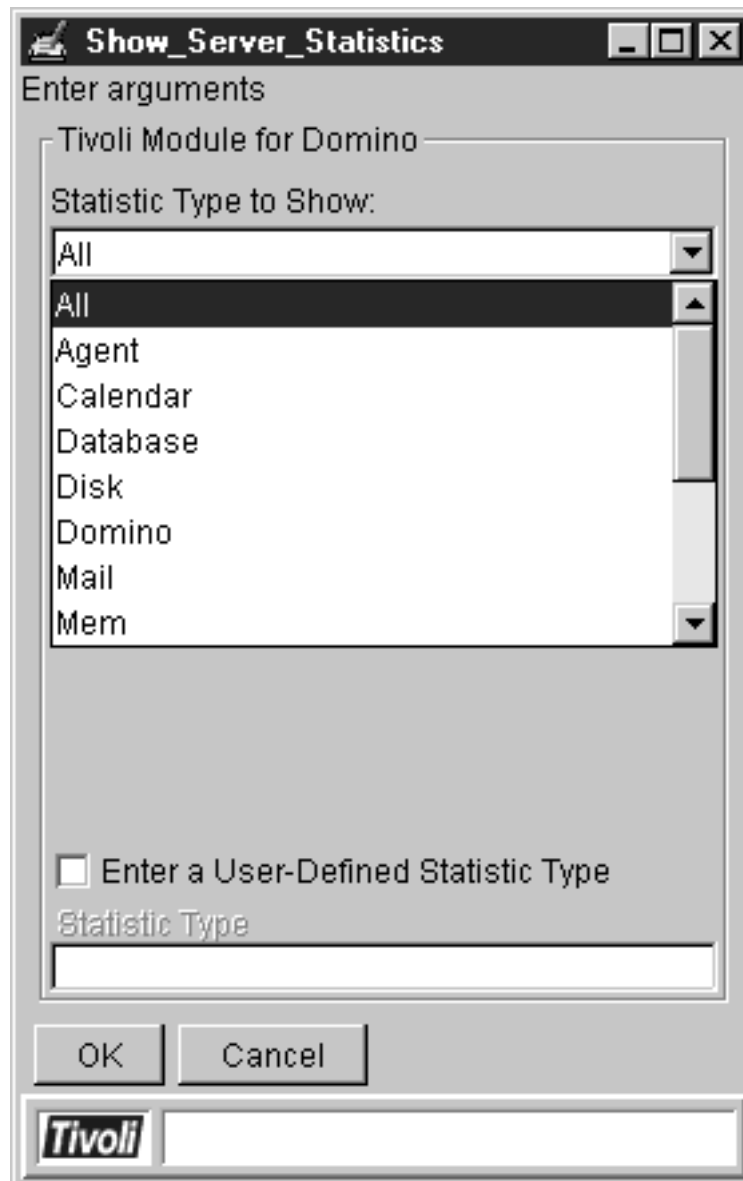 Show_Server_Statistics
Enter arguments
Tivoli Module for Domino
Statistic Type to Show:
All
All
Agent
Calendar
Database
Disk
Domino
Mail
Mem
Enter a User-Defined Statistic Type
Statistic Type
OK Cancel
Tivoli